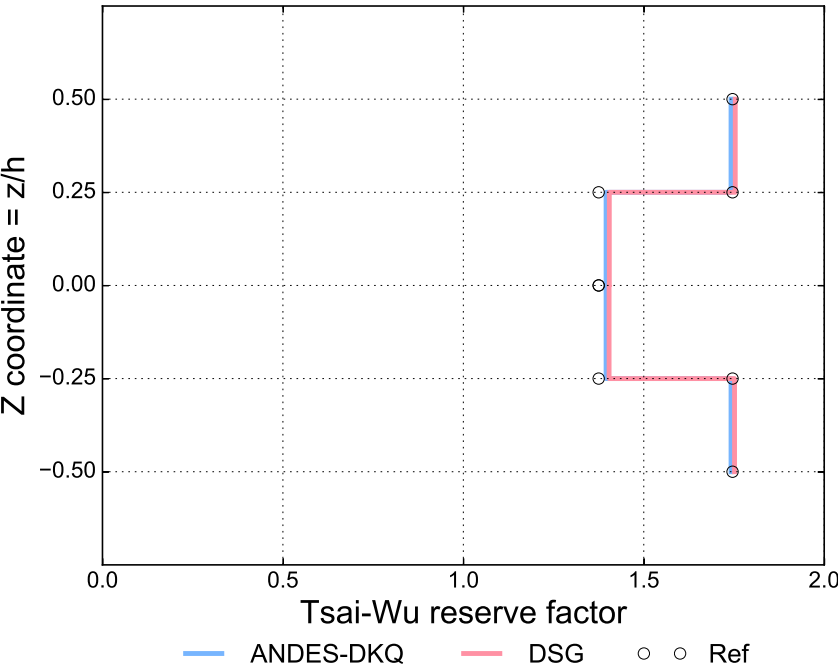 Z coordinate = z/h
0.50
0.25
0.00
−0.25
−0.50
0.0 0.5 1.0 1.5 2.0
Tsai-Wu reserve factor
ANDES-DKQ DSG Ref